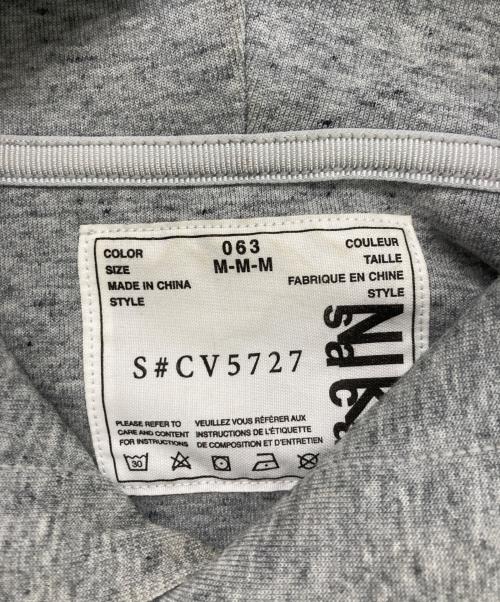 COLOR 063 COULEUR
SIZE M-M-M TAILLE
MADE IN CHINA FABRIQUE EN CHINE
STYLE STYLE
S#CV5727
PLEASE REFER TO
CARE AND CONTENT
FOR INSTRUCTIONS
VEUILLEZ VOUS RÉFÉRER AUX
INSTRUCTIONS DE L'ÉTIQUETTE
DE COMPOSITION ET D'ENTRETIEN
30